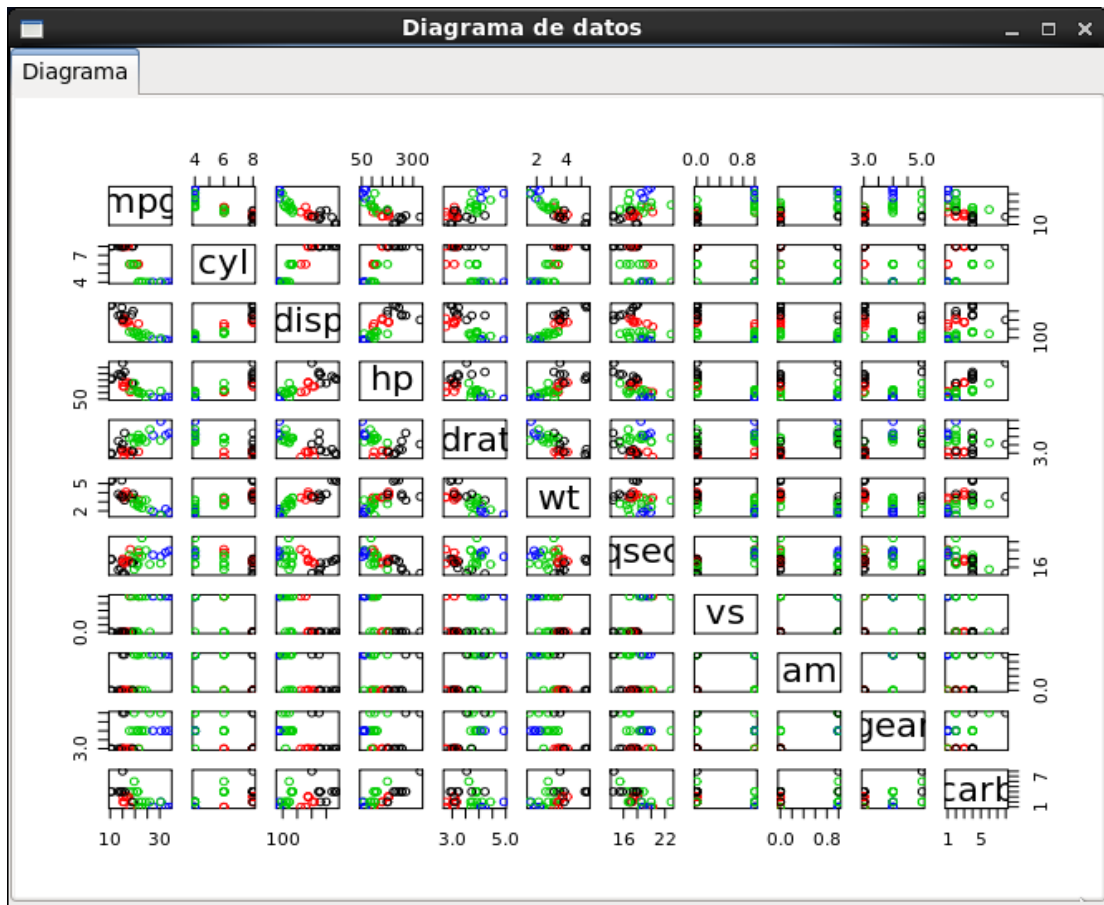 Diagrama de datos
Diagrama
4 6 8 50 300 2 4 0.0 0.8 3.0 5.0
mpg 10
7 4 cyl
disp 100
50 hp
drat 3.0
5 2 wt
qsec 16
0.0 vs
am 0.0
3.0 gear
carb 7 1
10 30 100 3.0 5.0 16 22 0.0 0.8 1 5